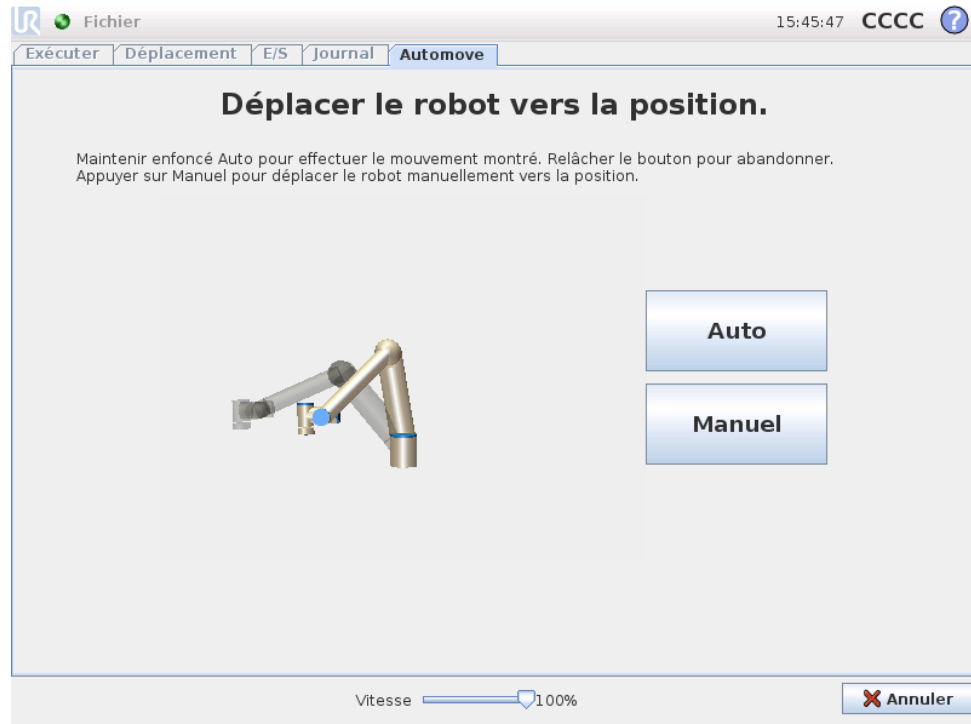 UR Fichier 15:45:47 CCCC ?
Exécuter Déplacement E/S Journal Automove
Déplacer le robot vers la position.
Maintenir enfoncé Auto pour effectuer le mouvement montré. Relâcher le bouton pour abandonner.
Appuyer sur Manuel pour déplacer le robot manuellement vers la position.
Auto
Manuel
Vitesse 100% Annuler